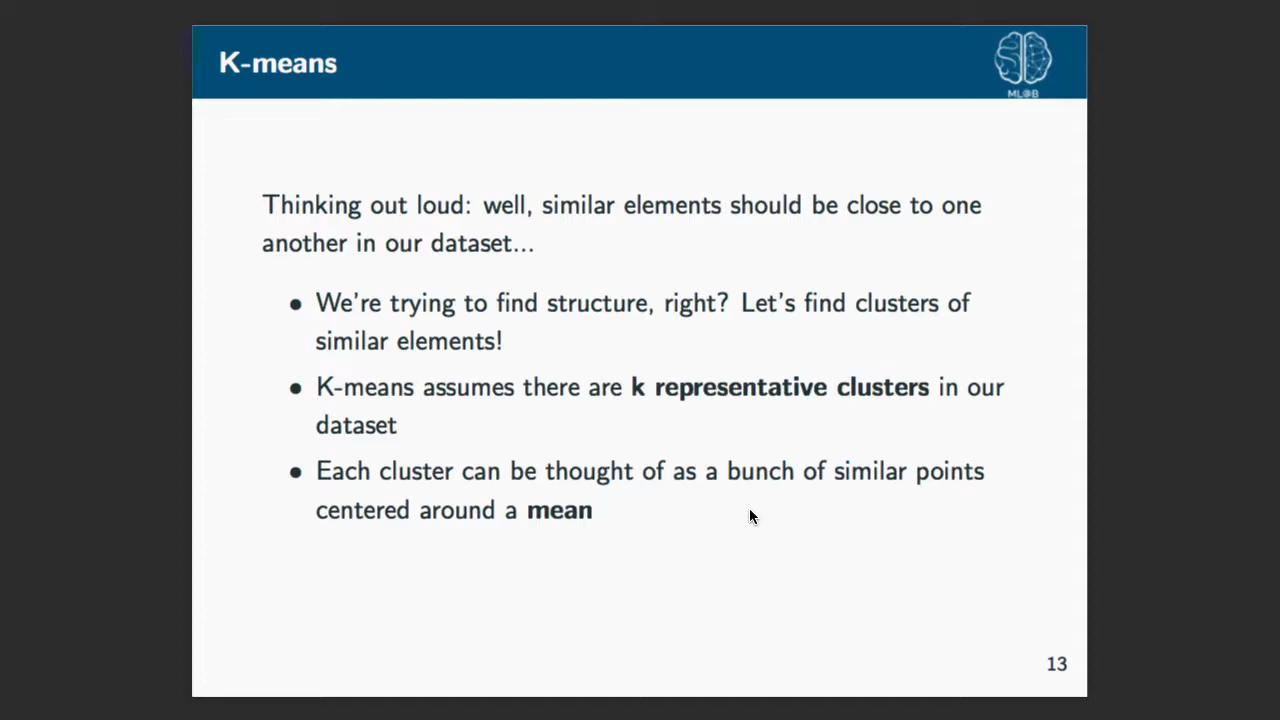 K-means
ML@B
Thinking out loud: well, similar elements should be close to one
another in our dataset...
• We're trying to find structure, right? Let's find clusters of
similar elements!
• K-means assumes there are k representative clusters in our
dataset
• Each cluster can be thought of as a bunch of similar points
centered around a mean
13